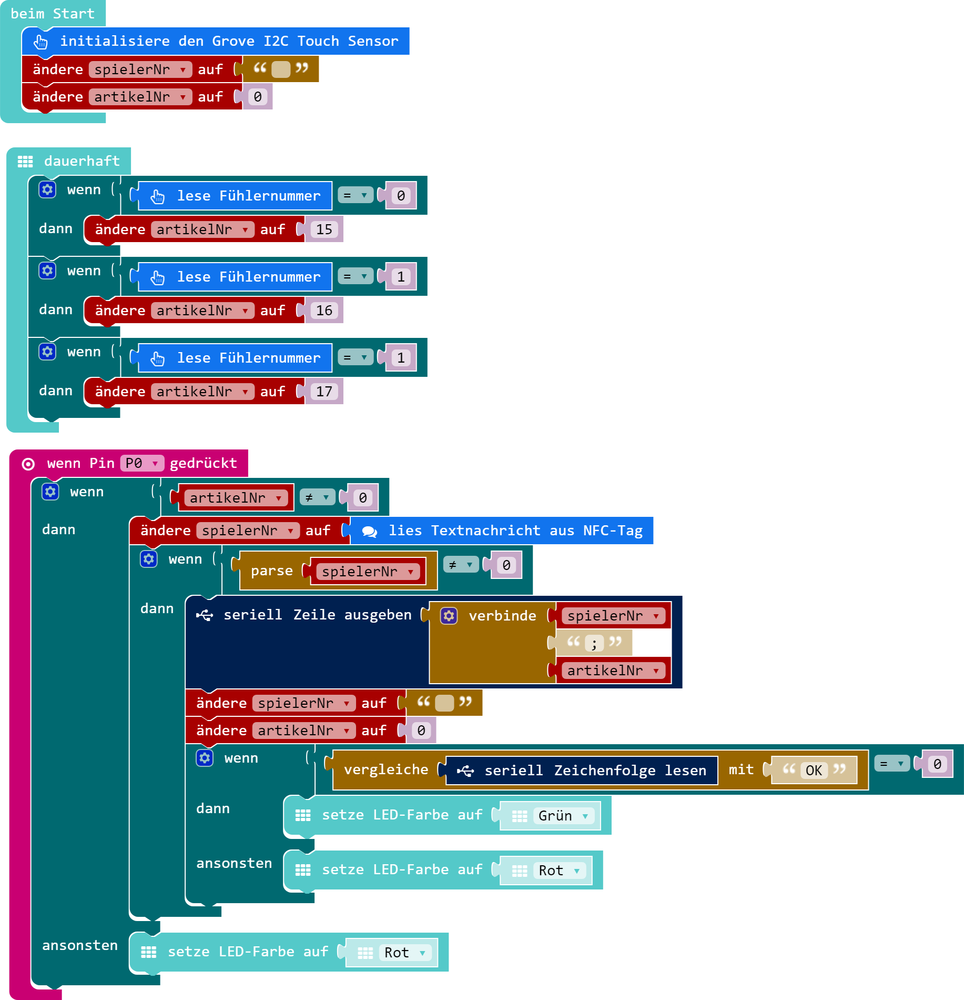 beim Start
initialisiere den Grove I2C Touch Sensor
ändere spielerNr auf “ ”
ändere artikelNr auf 0
dauerhaft
wenn lese Fühlernummer = 0
dann ändere artikelNr auf 15
wenn lese Fühlernummer = 1
dann ändere artikelNr auf 16
wenn lese Fühlernummer = 1
dann ändere artikelNr auf 17
wenn Pin P0 gedrückt
wenn artikelNr ≠ 0
dann ändere spielerNr auf lies Textnachricht aus NFC-Tag
wenn parse spielerNr ≠ 0
dann seriell Zeile ausgeben verbinde spielerNr
“ ; ”
artikelNr
ändere spielerNr auf “ ”
ändere artikelNr auf 0
wenn vergleiche seriell Zeichenfolge lesen mit “ OK ” = 0
dann setze LED-Farbe auf Grün
ansonsten setze LED-Farbe auf Rot
ansonsten setze LED-Farbe auf Rot